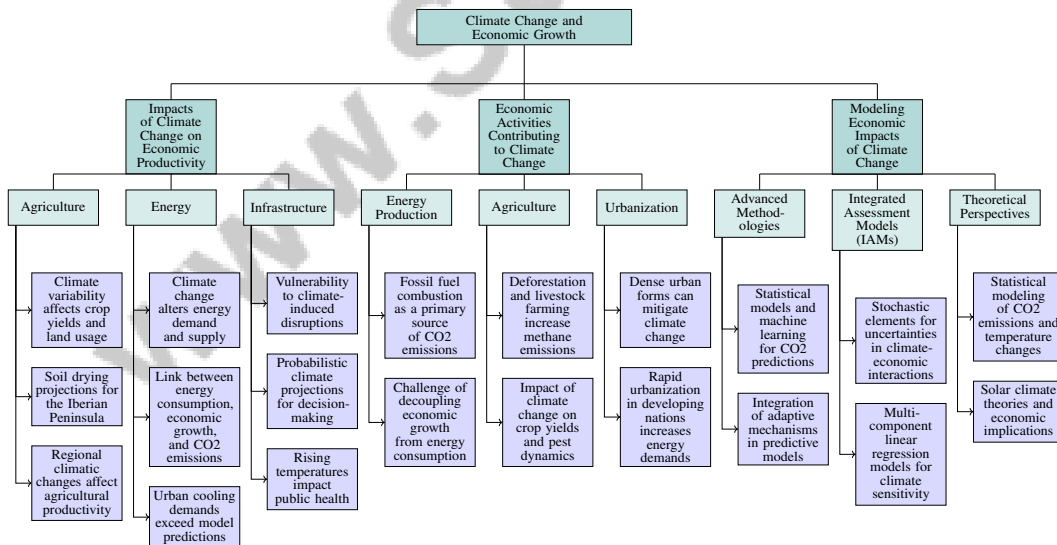 Climate Change and
Economic Growth
Impacts
of Climate
Change on
Economic
Productivity
Economic
Activities
Contributing
to Climate
Change
Modeling
Economic
Impacts
of Climate
Change
Agriculture
Energy
Infrastructure
Energy
Production
Agriculture
Urbanization
Advanced
Methodol-
ologies
Integrated
Assessment
Models
(IAMs)
Theoretical
Perspectives
Climate
variability
affects crop
yields and
land usage
Soil drying
projections for
the Iberian
Peninsula
Regional
climatic
changes affect
agricultural
productivity
Climate
change
alters energy
demand
and supply
Link between
energy
consumption,
economic
growth,
and CO2
emissions
Urban cooling
demands
exceed model
predictions
Vulnerability
to climate-
induced
disruptions
Probabilistic
climate
projections
for decision-
making
Rising
temperatures
impact
public health
Fossil fuel
combustion
as a primary
source
of CO2
emissions
Challenge of
decoupling
economic
growth
from energy
consumption
Deforestation
and livestock
farming
increase
methane
emissions
Impact of
climate
change on
crop yields
and pest
dynamics
Dense urban
forms can
mitigate
climate
change
Rapid
urbanization
in developing
nations
increases
energy
demands
Statistical
models and
machine
learning
for CO2
predictions
Integration
of adaptive
mechanisms
in predictive
models
Stochastic
elements for
uncertainties
in climate-
economic
interactions
Multi-
component
linear
regression
models for
climate
sensitivity
Statistical
modeling
of CO2
emissions and
temperature
changes
Solar climate
theories and
economic
implications
www.s